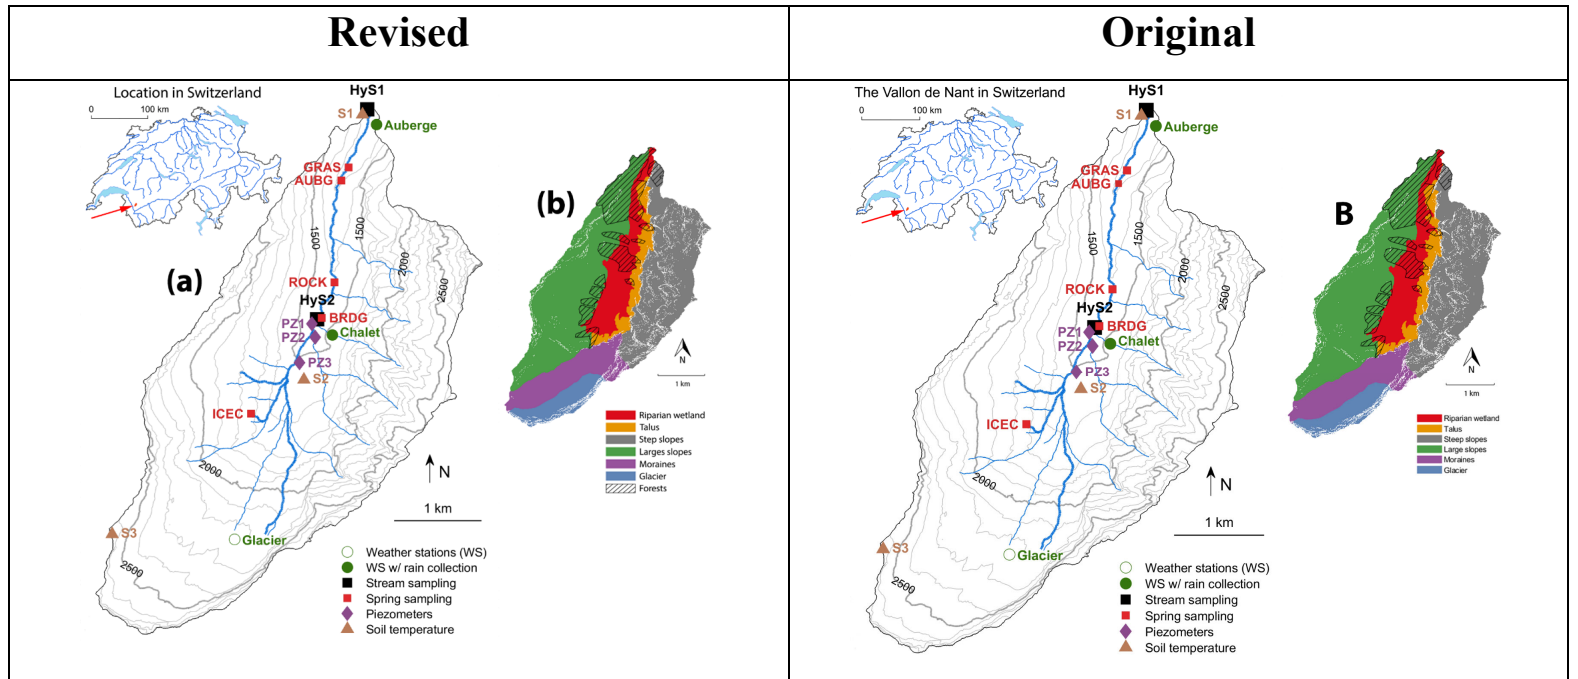 Revised
Original
Location in Switzerland
0 100 km
HyS1
S1
Auberge
GRAS
AUBG
1500
1500
2000
2500
(a)
(b)
ROCK
HyS2
BRDG
PZ1
PZ2
Chalet
PZ3
S2
ICEC
2000
N
1 km
S3
Glacier
2500
Weather stations (WS)
WS w/ rain collection
Stream sampling
Spring sampling
Piezometers
Soil temperature
N
1 km
Riparian wetland
Talus
Step slopes
Larges slopes
Moraines
Glacier
Forests
The Vallon de Nant in Switzerland
0 100 km
HyS1
S1
Auberge
GRAS
AUBG
1500
1500
2000
2500
B
ROCK
HyS2
BRDG
PZ1
PZ2
Chalet
PZ3
S2
ICEC
2000
N
1 km
S3
Glacier
2500
Weather stations (WS)
WS w/ rain collection
Stream sampling
Spring sampling
Piezometers
Soil temperature
N
1 km
Riparian wetland
Talus
Steep slopes
Large slopes
Moraines
Glacier